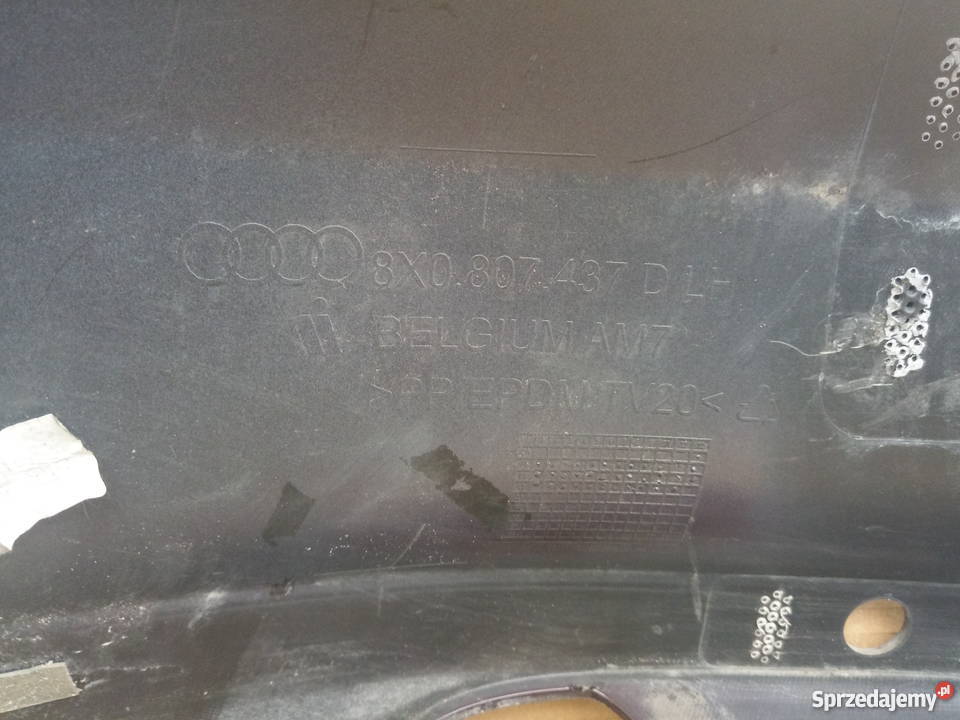 8X0.807.437 D LH
BELGIUM AM7
>PP/EPDM-TV20<
Sprzedajemy.pl